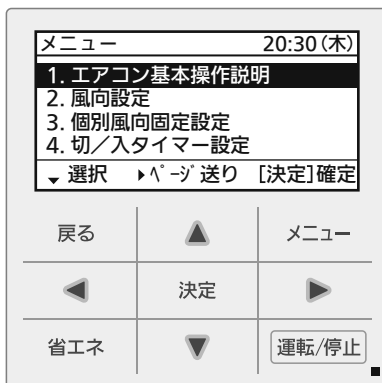 メニュー 20:30(木)
1. エアコン基本操作説明
2. 風向設定
3. 個別風向固定設定
4. 切／入タイマー設定
選択 ﾍﾟｰｼﾞ送り [決定]確定
戻る メニュー
決定
省エネ 運転/停止